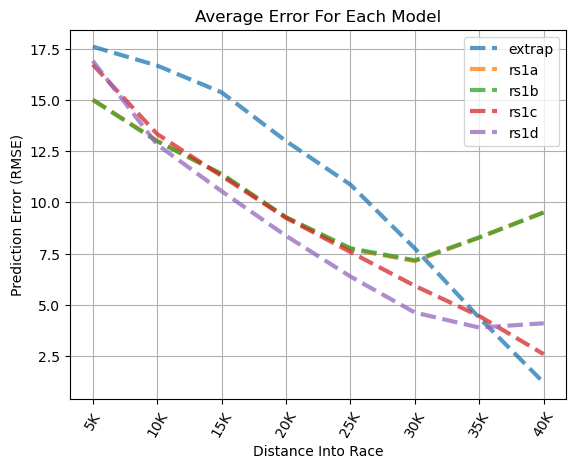 Average Error For Each Model
Prediction Error (RMSE)
17.5
15.0
12.5
10.0
7.5
5.0
2.5
extrap
rs1a
rs1b
rs1c
rs1d
5K
10K
15K
20K
25K
30K
35K
40K
Distance Into Race